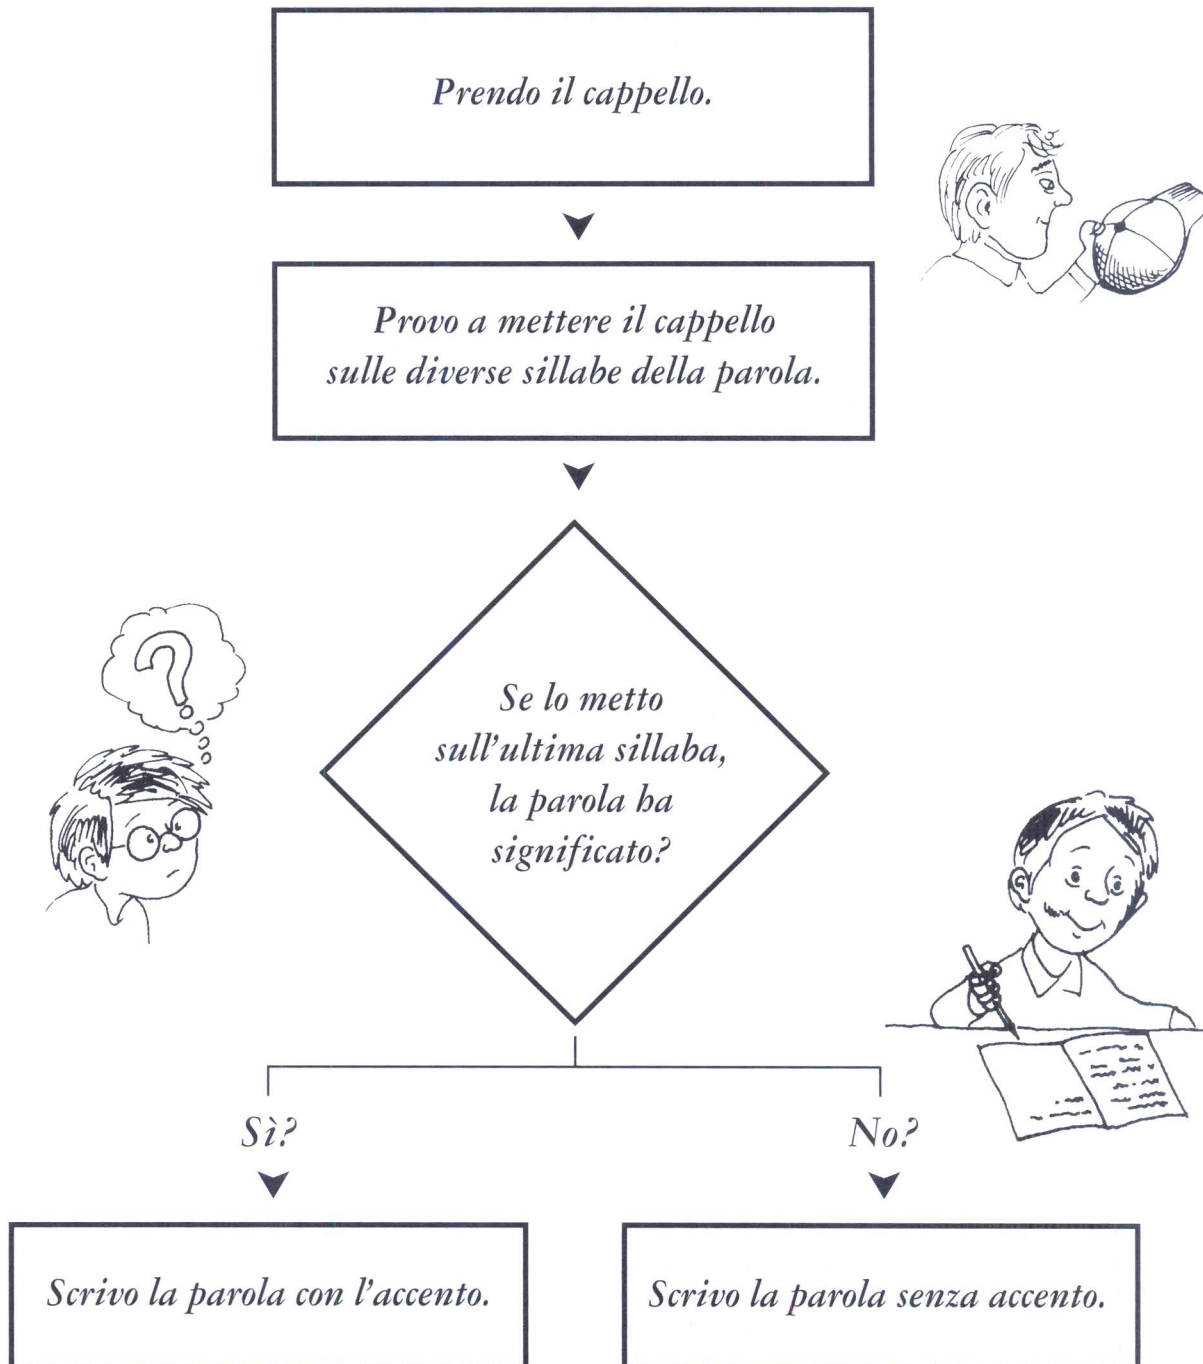 Prendo il cappello.
Provo a mettere il cappello
sulle diverse sillabe della parola.
?
Se lo metto
sull'ultima sillaba,
la parola ha
significato?
Sì?
No?
Scrivo la parola con l'accento.
Scrivo la parola senza accento.